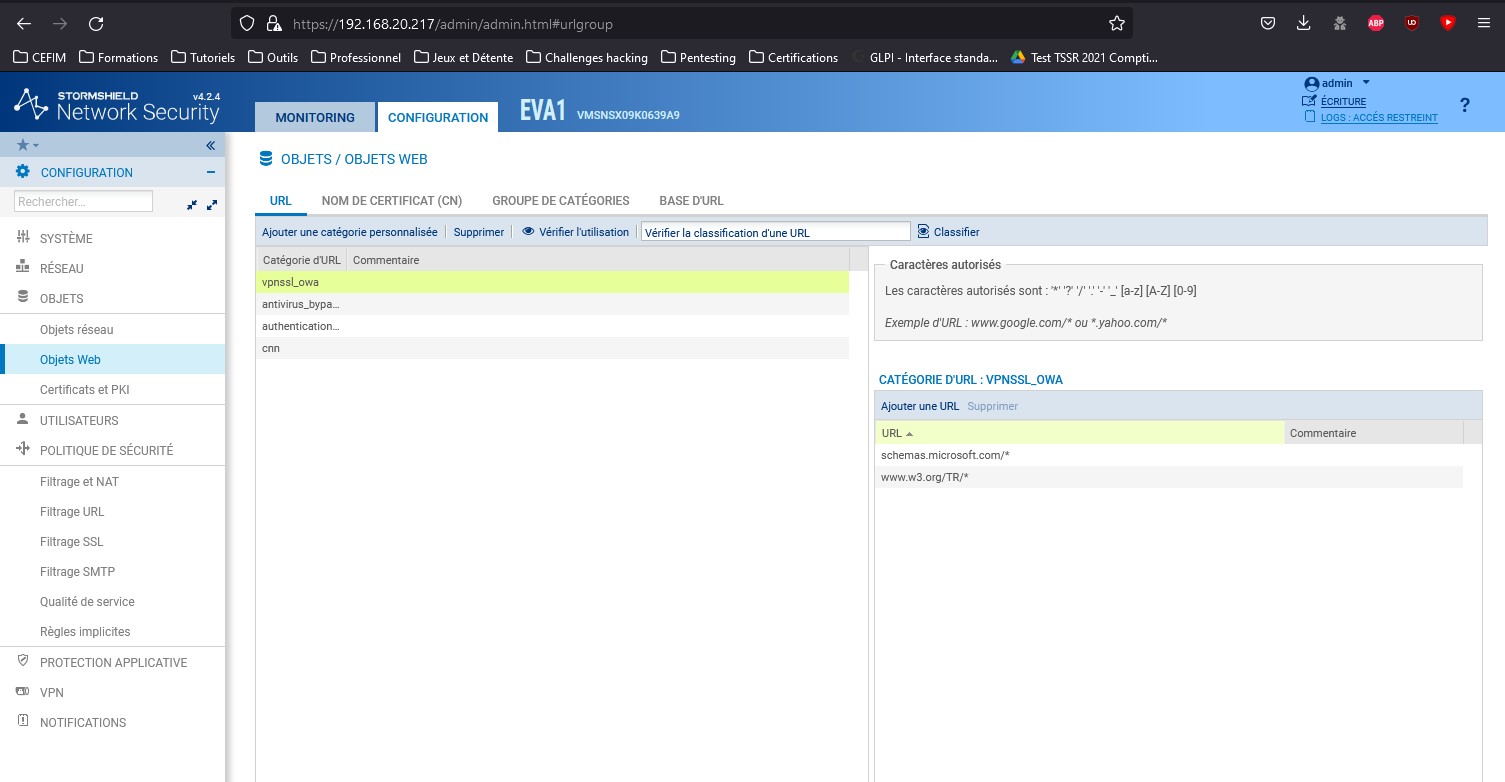 https://192.168.20.217/admin/admin.html#urlgroup
ABP
CEFIM Formations Tutoriels Outils Professionnel Jeux et Détente Challenges hacking Pentesting Certifications GLPI - Interface standa... Test TSSR 2021 Compti...
STORMSHIELD v4.2.4
Network Security
MONITORING CONFIGURATION EVA1 VMSNSX09K0639A9
admin
ÉCRITURE
LOGS : ACCÉS RESTREINT
?
«
CONFIGURATION
Rechercher...
SYSTÈME
RÉSEAU
OBJETS
Objets réseau
Objets Web
Certificats et PKI
UTILISATEURS
POLITIQUE DE SÉCURITÉ
Filtrage et NAT
Filtrage URL
Filtrage SSL
Filtrage SMTP
Qualité de service
Règles implicites
PROTECTION APPLICATIVE
VPN
NOTIFICATIONS
OBJETS / OBJETS WEB
URL NOM DE CERTIFICAT (CN) GROUPE DE CATÉGORIES BASE D'URL
Ajouter une catégorie personnalisée Supprimer Vérifier l'utilisation Vérifier la classification d'une URL Classifier
Catégorie d'URL Commentaire
vpnssl_owa
antivirus_bypa...
authentication...
cnn
Caractères autorisés
Les caractères autorisés sont : '*' '?' '/' '.' '-' '_' [a-z] [A-Z] [0-9]
Exemple d'URL : www.google.com/* ou *.yahoo.com/*
CATÉGORIE D'URL : VPNSSL_OWA
Ajouter une URL Supprimer
URL Commentaire
schemas.microsoft.com/*
www.w3.org/TR/*